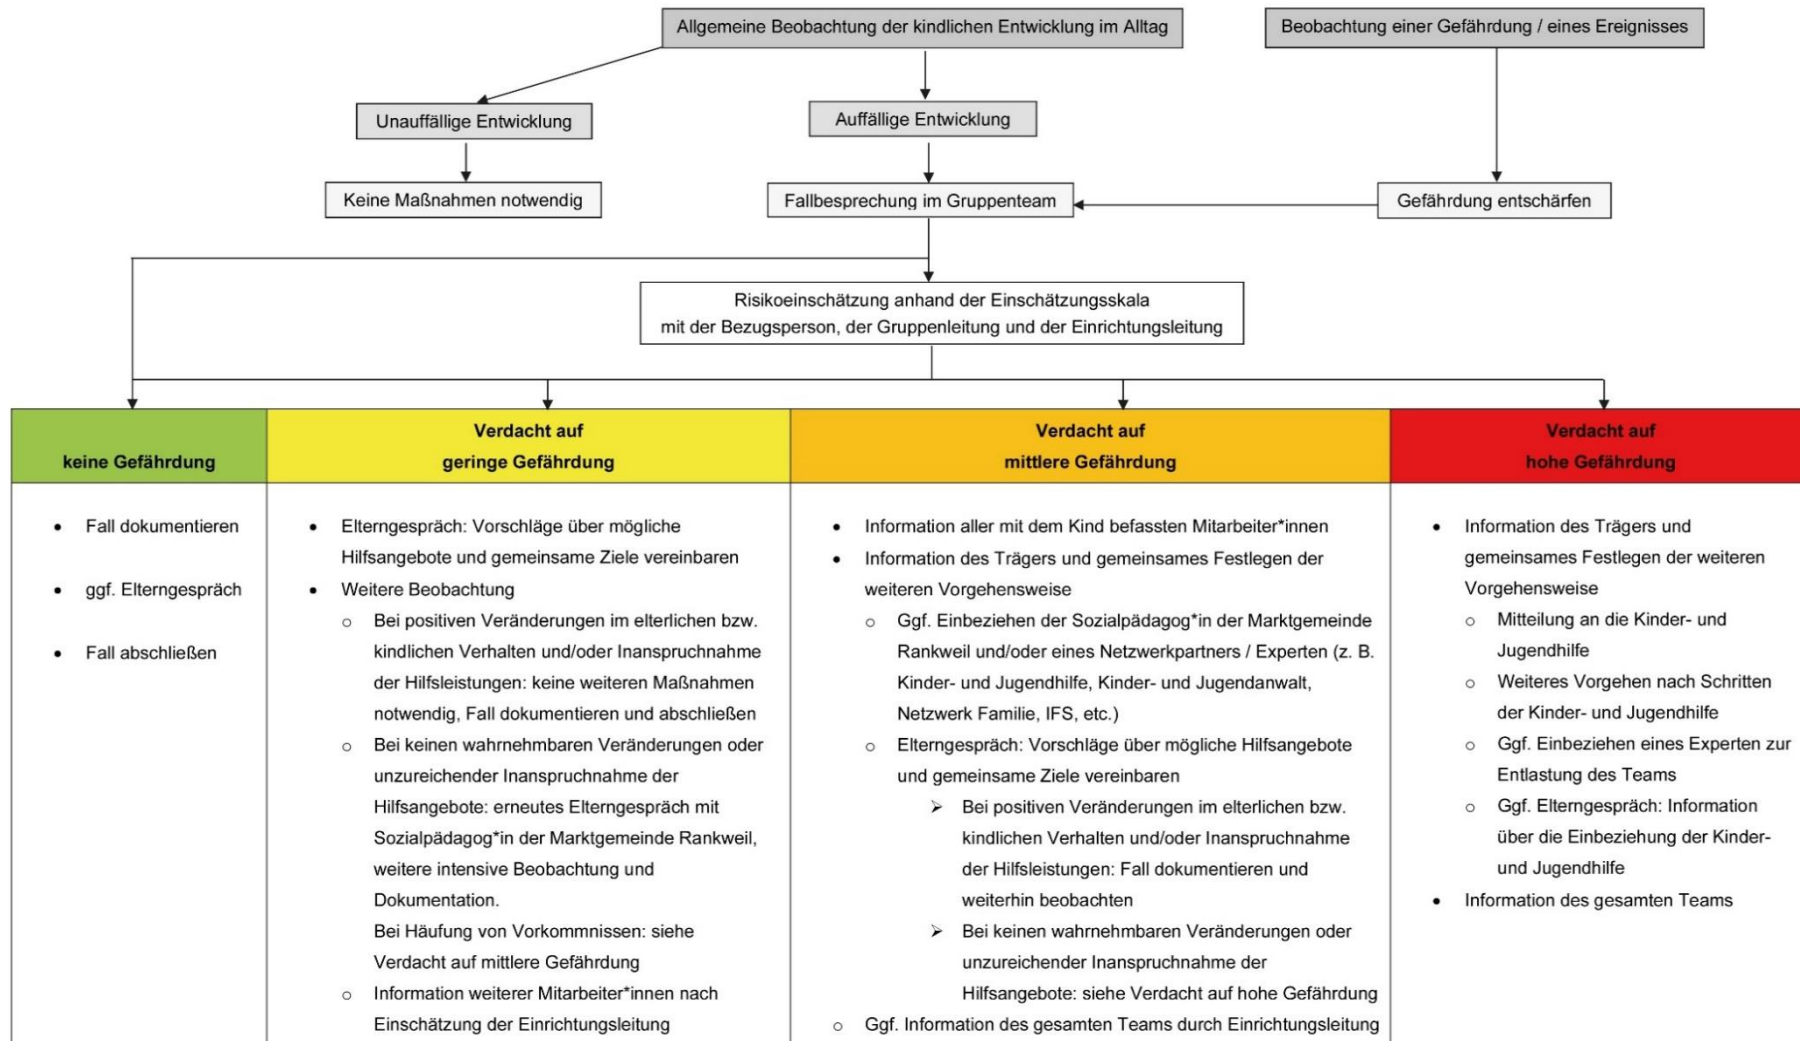 Allgemeine Beobachtung der kindlichen Entwicklung im Alltag
Beobachtung einer Gefährdung / eines Ereignisses
Unauffällige Entwicklung
Auffällige Entwicklung
Keine Maßnahmen notwendig
Fallbesprechung im Gruppenteam
Gefährdung entschärfen
Risikoeinschätzung anhand der Einschätzungsskala
mit der Bezugsperson, der Gruppenleitung und der Einrichtungsleitung
keine Gefährdung
• Fall dokumentieren
• ggf. Elterngespräch
• Fall abschließen
Verdacht auf
geringe Gefährdung
• Elterngespräch: Vorschläge über mögliche
Hilfsangebote und gemeinsame Ziele vereinbaren
• Weitere Beobachtung
o Bei positiven Veränderungen im elterlichen bzw.
kindlichen Verhalten und/oder Inanspruchnahme
der Hilfsleistungen: keine weiteren Maßnahmen
notwendig, Fall dokumentieren und abschließen
o Bei keinen wahrnehmbaren Veränderungen oder
unzureichender Inanspruchnahme der
Hilfsangebote: erneutes Elterngespräch mit
Sozialpädagog*in der Marktgemeinde Rankweil,
weitere intensive Beobachtung und
Dokumentation.
Bei Häufung von Vorkommnissen: siehe
Verdacht auf mittlere Gefährdung
o Information weiterer Mitarbeiter*innen nach
Einschätzung der Einrichtungsleitung
Verdacht auf
mittlere Gefährdung
• Information aller mit dem Kind befassten Mitarbeiter*innen
• Information des Trägers und gemeinsames Festlegen der
weiteren Vorgehensweise
o Ggf. Einbeziehen der Sozialpädagog*in der Marktgemeinde
Rankweil und/oder eines Netzwerkpartners / Experten (z. B.
Kinder- und Jugendhilfe, Kinder- und Jugendanwalt,
Netzwerk Familie, IFS, etc.)
o Elterngespräch: Vorschläge über mögliche Hilfsangebote
und gemeinsame Ziele vereinbaren
➢ Bei positiven Veränderungen im elterlichen bzw.
kindlichen Verhalten und/oder Inanspruchnahme
der Hilfsleistungen: Fall dokumentieren und
weiterhin beobachten
➢ Bei keinen wahrnehmbaren Veränderungen oder
unzureichender Inanspruchnahme der
Hilfsangebote: siehe Verdacht auf hohe Gefährdung
o Ggf. Information des gesamten Teams durch Einrichtungsleitung
Verdacht auf
hohe Gefährdung
• Information des Trägers und
gemeinsames Festlegen der weiteren
Vorgehensweise
o Mitteilung an die Kinder- und
Jugendhilfe
o Weiteres Vorgehen nach Schritten
der Kinder- und Jugendhilfe
o Ggf. Einbeziehen eines Experten zur
Entlastung des Teams
o Ggf. Elterngespräch: Information
über die Einbeziehung der Kinder-
und Jugendhilfe
• Information des gesamten Teams